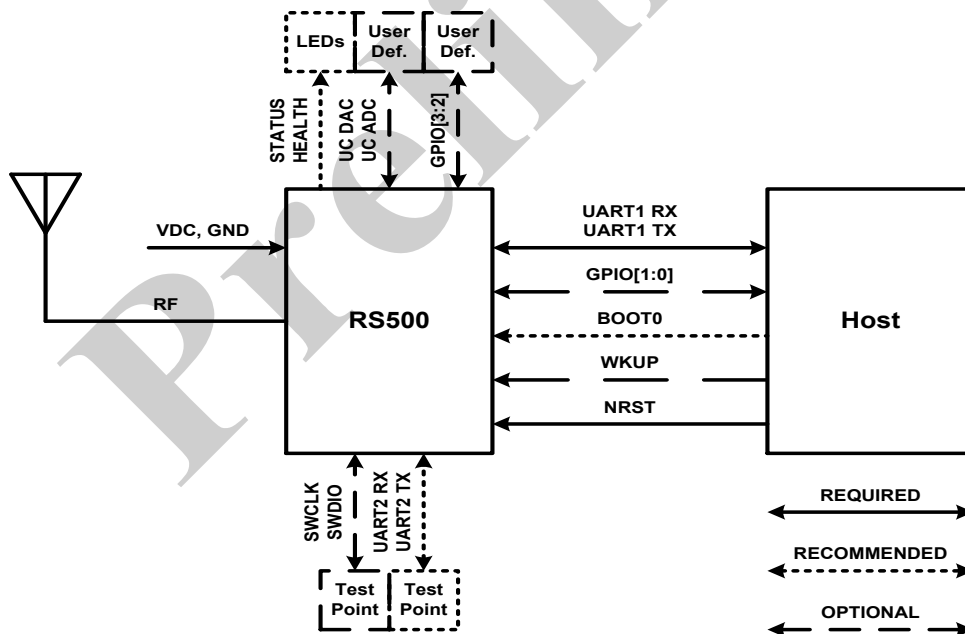 LEDs
User
Def.
User
Def.
STATUS
HEALTH
UC DAC
UC ADC
GPIO[3:2]
VDC, GND
RF
RS500
UART1 RX
UART1 TX
GPIO[1:0]
BOOT0
WKUP
NRST
Host
SWCLK
SWDIO
UART2 RX
UART2 TX
Test
Point
Test
Point
REQUIRED
RECOMMENDED
OPTIONAL